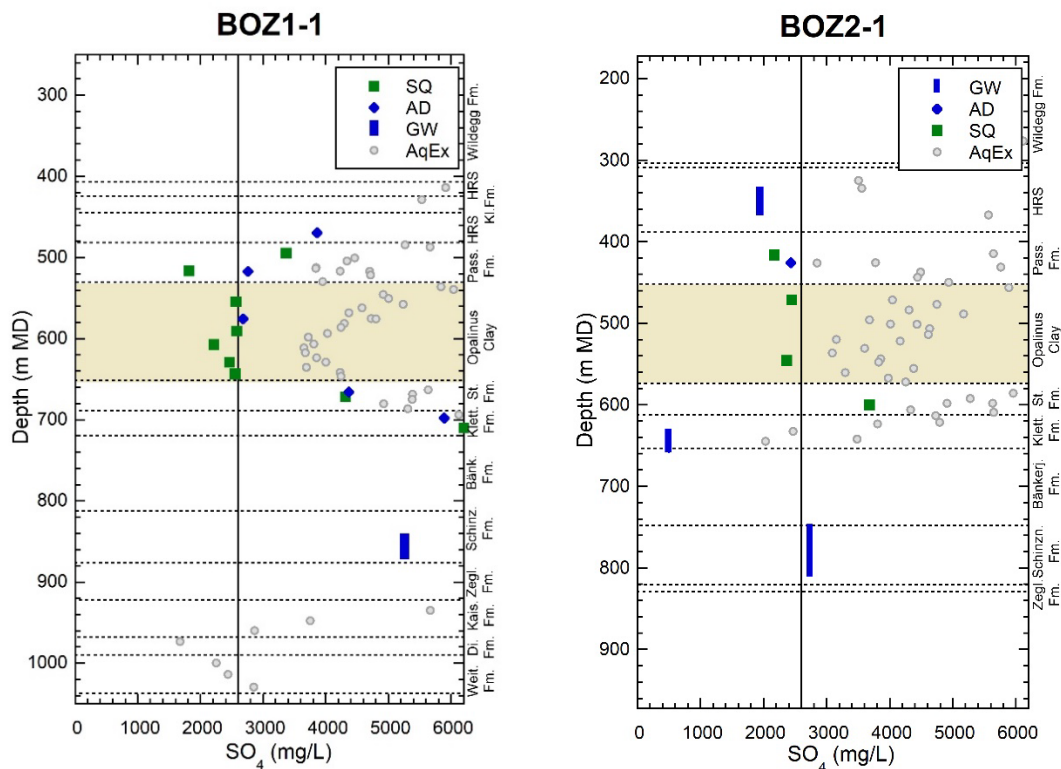 BOZ1-1
SQ
AD
GW
AqEx
300
400
500
600
700
800
900
1000
Depth (m MD)
Wildegg Fm.
HRS
Kl.Fm.
HRS
Pass. Fm.
Opalinus Clay
St. Fm.
Klett. Fm.
Bänk. Fm.
Schinz. Fm.
Zegl. Fm.
Kais. Fm.
Di. Fm.
Weit. Fm.
0 1000 2000 3000 4000 5000 6000
SO4 (mg/L)
BOZ2-1
GW
AD
SQ
AqEx
200
300
400
500
600
700
800
900
Depth (m MD)
Wildegg Fm.
HRS
Pass. Fm.
Opalinus Clay
St. Fm.
Klett. Fm.
Bänkerj. Fm.
Schinzn. Fm.
Zegl. Fm.
0 1000 2000 3000 4000 5000 6000
SO4 (mg/L)